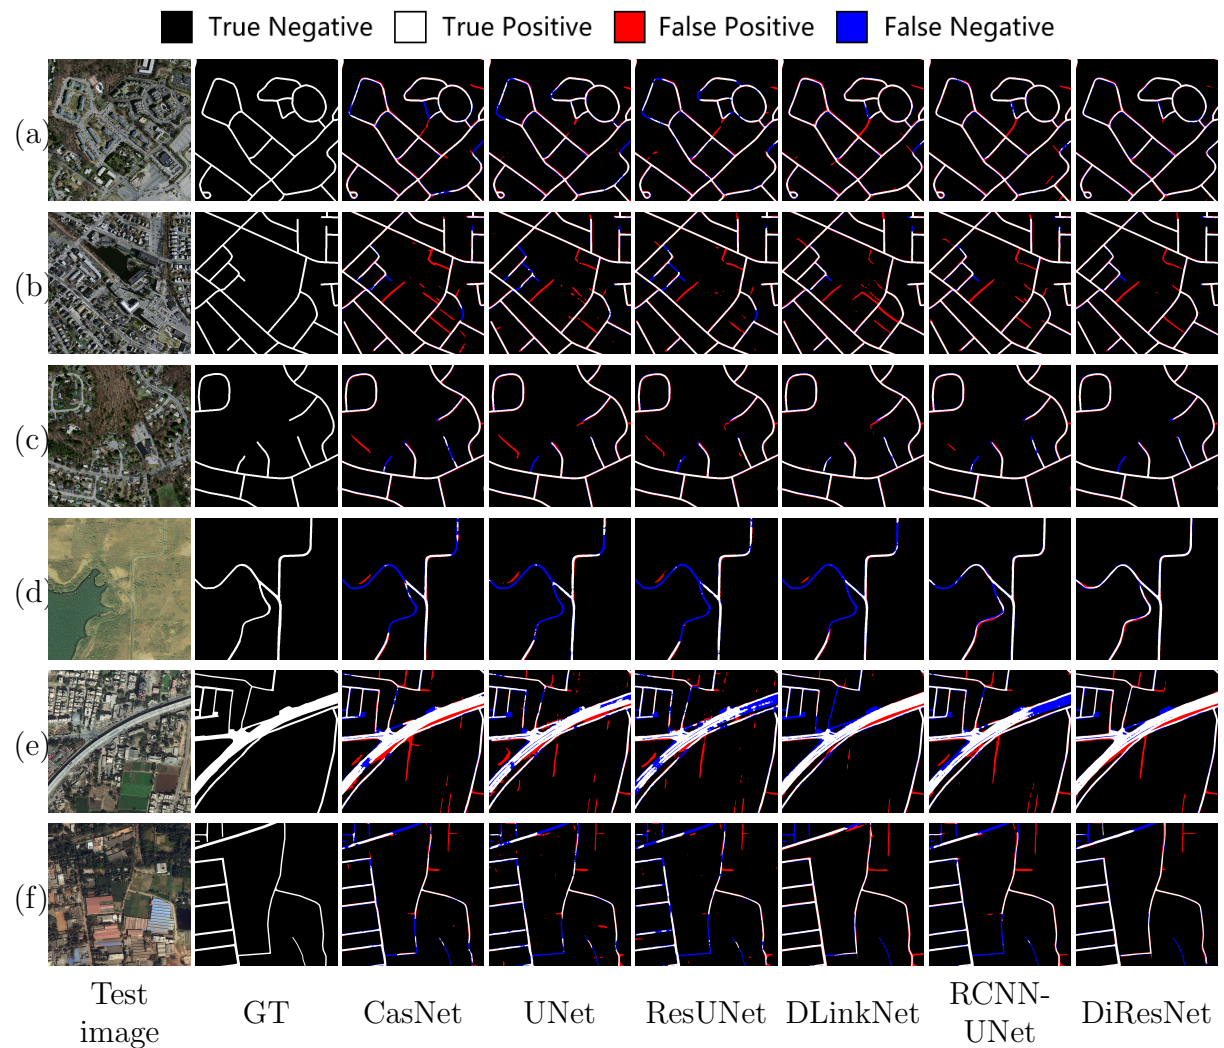 True Negative True Positive False Positive False Negative
(a)
(b)
(c)
(d)
(e)
(f)
Test image GT CasNet UNet ResUNet DLinkNet RCNN-UNet DiResNet